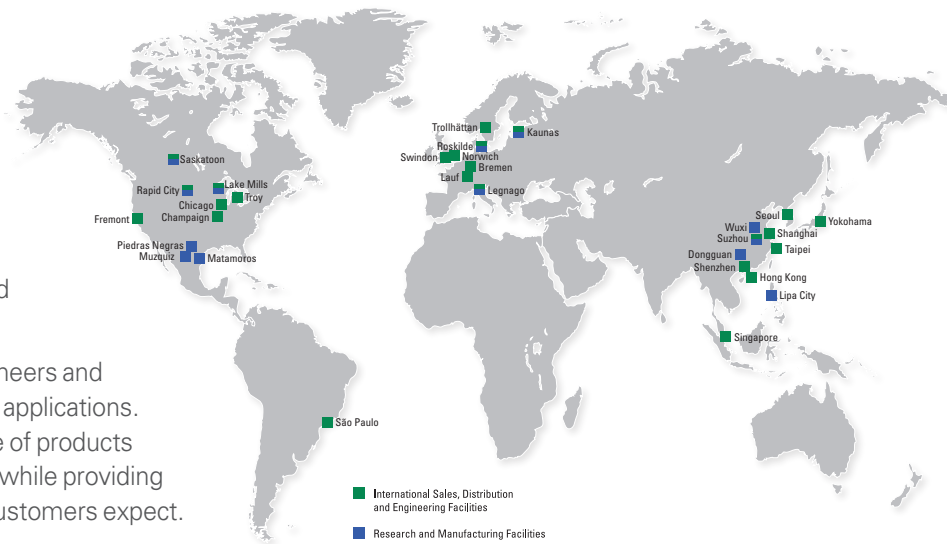 Trollhättan
Kaunas
Roskilde
Swindon
Norwich
Bremen
Lauf
Legnago
Saskatoon
Rapid City
Lake Mills
Troy
Chicago
Champaign
Fremont
Piedras Negras
Muzquiz
Matamoros
Seoul
Yokohama
Wuxi
Shanghai
Suzhou
Taipei
Dongguan
Shenzhen
Hong Kong
Lipa City
Singapore
São Paulo
d
neers and
applications.
e of products
while providing
ustomers expect.
International Sales, Distribution
and Engineering Facilities
Research and Manufacturing Facilities